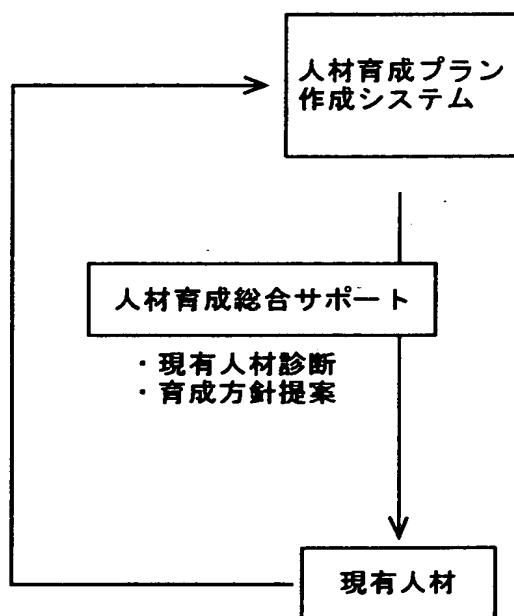 人材育成プラン
作成システム
人材育成総合サポート
・現有人材診断
・育成方針提案
現有人材